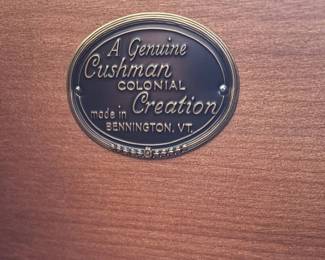 A Genuine
Cushman
COLONIAL
Creation
made in
BENNINGTON, VT.